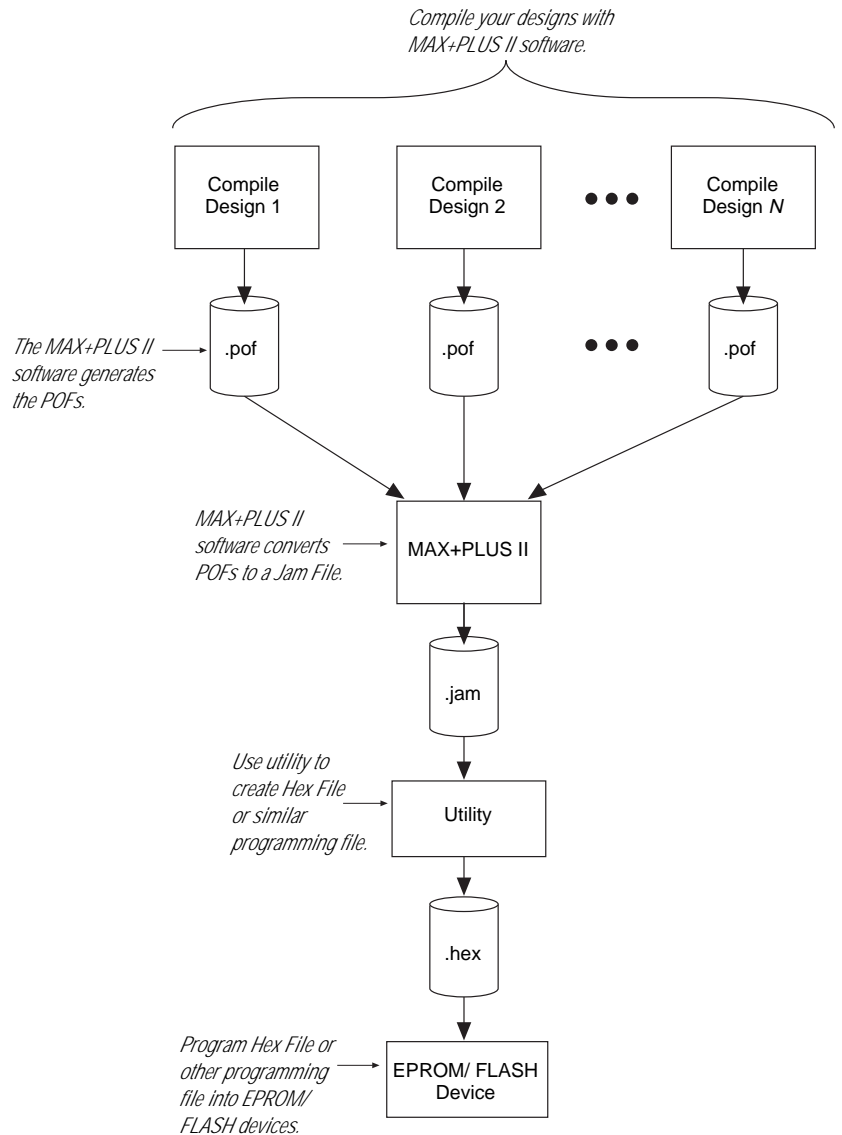 Compile your designs with
MAX+PLUS II software.
Compile
Design 1
Compile
Design 2
Compile
Design N
The MAX+PLUS II
software generates
the POFs.
.pof
.pof
.pof
MAX+PLUS II
software converts
POFs to a Jam File.
MAX+PLUS II
.jam
Use utility to
create Hex File
or similar
programming file.
Utility
.hex
Program Hex File or
other programming
file into EPROM/
FLASH devices.
EPROM/ FLASH
Device